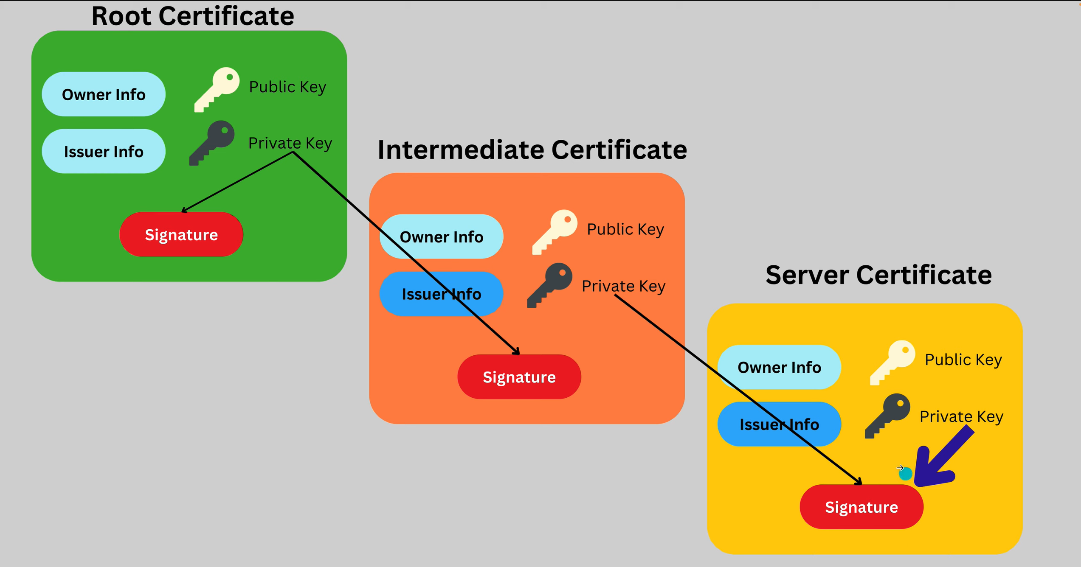 Root Certificate
Owner Info
Public Key
Issuer Info
Private Key
Signature
Intermediate Certificate
Owner Info
Public Key
Issuer Info
Private Key
Signature
Server Certificate
Owner Info
Public Key
Issuer Info
Private Key
Signature